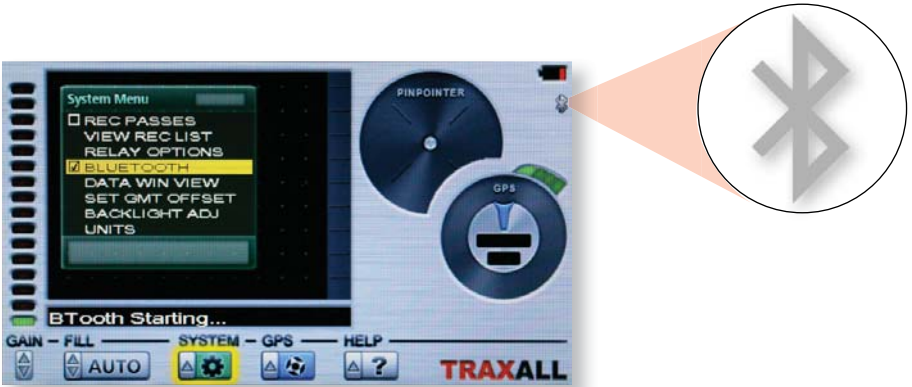 System Menu
REC PASSES
VIEW REC LIST
RELAY OPTIONS
BLUETOOTH
DATA WIN VIEW
SET GMT OFFSET
BACKLIGHT ADJ
UNITS
PINPOINTER
GPS
BTooth Starting...
GAIN FILL SYSTEM GPS HELP
AUTO ?
TRAXALL